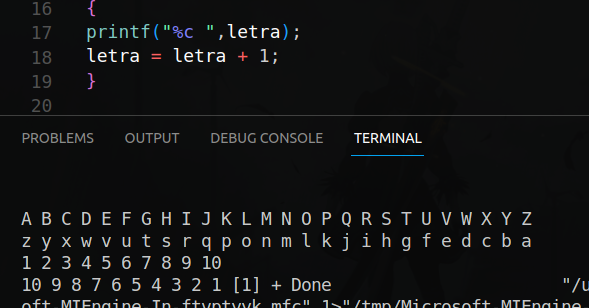 16 {
17 printf("%c ",letra);
18 letra = letra + 1;
19 }
20
PROBLEMS OUTPUT DEBUG CONSOLE TERMINAL
A B C D E F G H I J K L M N O P Q R S T U V W X Y Z
z y x w v u t s r q p o n m l k j i h g f e d c b a
1 2 3 4 5 6 7 8 9 10
10 9 8 7 6 5 4 3 2 1 [1] + Done "/u
oft-MIEngine-In-ftyptyyk.mfc" 1>"/tmp/Microsoft-MIEngine